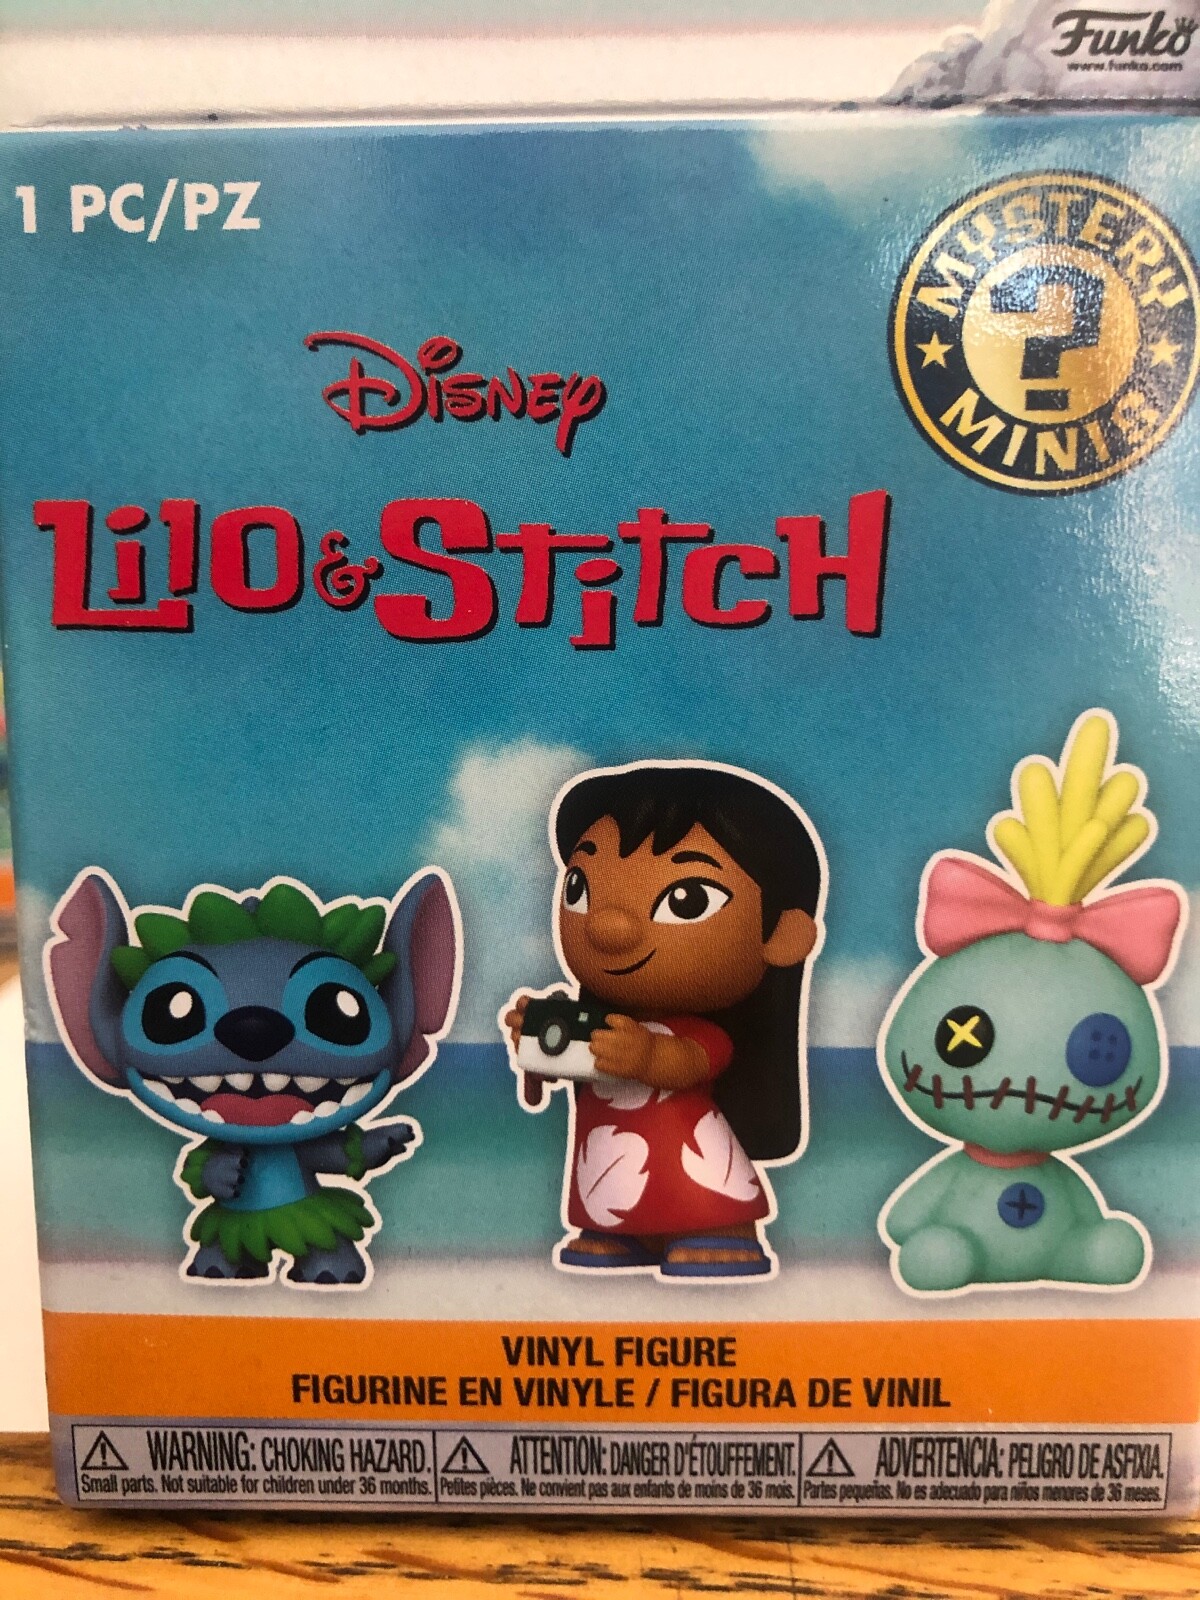 Funko
www.funko.com
1 PC/PZ
MYSTERY
?
MINIS
Disney
Lilo & Stitch
VINYL FIGURE
FIGURINE EN VINYLE / FIGURA DE VINIL
WARNING: CHOKING HAZARD.
Small parts. Not suitable for children under 36 months.
ATTENTION: DANGER D'ÉTOUFFEMENT.
Petites pièces. Ne convient pas aux enfants de moins de 36 mois.
ADVERTENCIA: PELIGRO DE ASFIXIA.
Partes pequeñas. No es adecuado para niños menores de 36 meses.